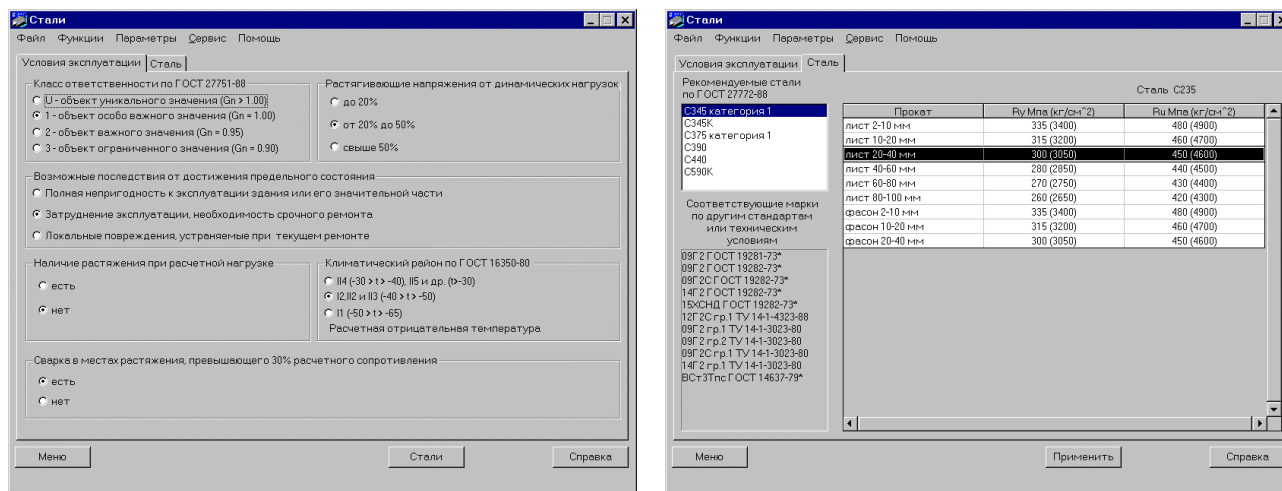 Стали
Файл Функции Параметры Сервис Помощь
Условия эксплуатации Сталь
Класс ответственности по ГОСТ 27751-88
U - объект уникального значения (Gn > 1.00)
1 - объект особо важного значения (Gn = 1.00)
2 - объект важного значения (Gn = 0.95)
3 - объект ограниченного значения (Gn = 0.90)
Растягивающие напряжения от динамических нагрузок
до 20%
от 20% до 50%
свыше 50%
Возможные последствия от достижения предельного состояния
Полная непригодность к эксплуатации здания или его значительной части
Затруднение эксплуатации, необходимость срочного ремонта
Локальные повреждения, устраняемые при текущем ремонте
Наличие растяжения при расчетной нагрузке
есть
нет
Климатический район по ГОСТ 16350-80
II4 (-30 > t > -40), II5 и др. (t>-30)
I2,II2 и II3 (-40 > t > -50)
I1 (-50 > t > -65)
Расчетная отрицательная температура
Сварка в местах растяжения, превышающего 30% расчетного сопротивления
есть
нет
Меню Стали Справка
Стали
Файл Функции Параметры Сервис Помощь
Условия эксплуатации Сталь
Рекомендуемые стали
по ГОСТ 27772-88
С345 категория 1
С345К
С375 категория 1
С390
С440
С590К
Соответствующие марки
по другим стандартам
или техническим
условиям
09Г2 ГОСТ 19281-73*
09Г2 ГОСТ 19282-73*
09Г2С ГОСТ 19282-73*
14Г2 ГОСТ 19282-73*
15ХСНД ГОСТ 19282-73*
12Г2С гр.1 ТУ 14-1-4323-88
09Г2 гр.1 ТУ 14-1-3023-80
09Г2 гр.2 ТУ 14-1-3023-80
09Г2С гр.1 ТУ 14-1-3023-80
14Г2 гр.1 ТУ 14-1-3023-80
ВСт3Тпс ГОСТ 14637-79*
Сталь С235
Прокат Ry Мпа (кг/см^2) Ru Мпа (кг/см^2)
лист 2-10 мм 335 (3400) 480 (4900)
лист 10-20 мм 315 (3200) 460 (4700)
лист 20-40 мм 300 (3050) 450 (4600)
лист 40-60 мм 280 (2850) 440 (4500)
лист 60-80 мм 270 (2750) 430 (4400)
лист 80-100 мм 260 (2650) 420 (4300)
фасон 2-10 мм 335 (3400) 480 (4900)
фасон 10-20 мм 315 (3200) 460 (4700)
фасон 20-40 мм 300 (3050) 450 (4600)
Меню Применить Справка